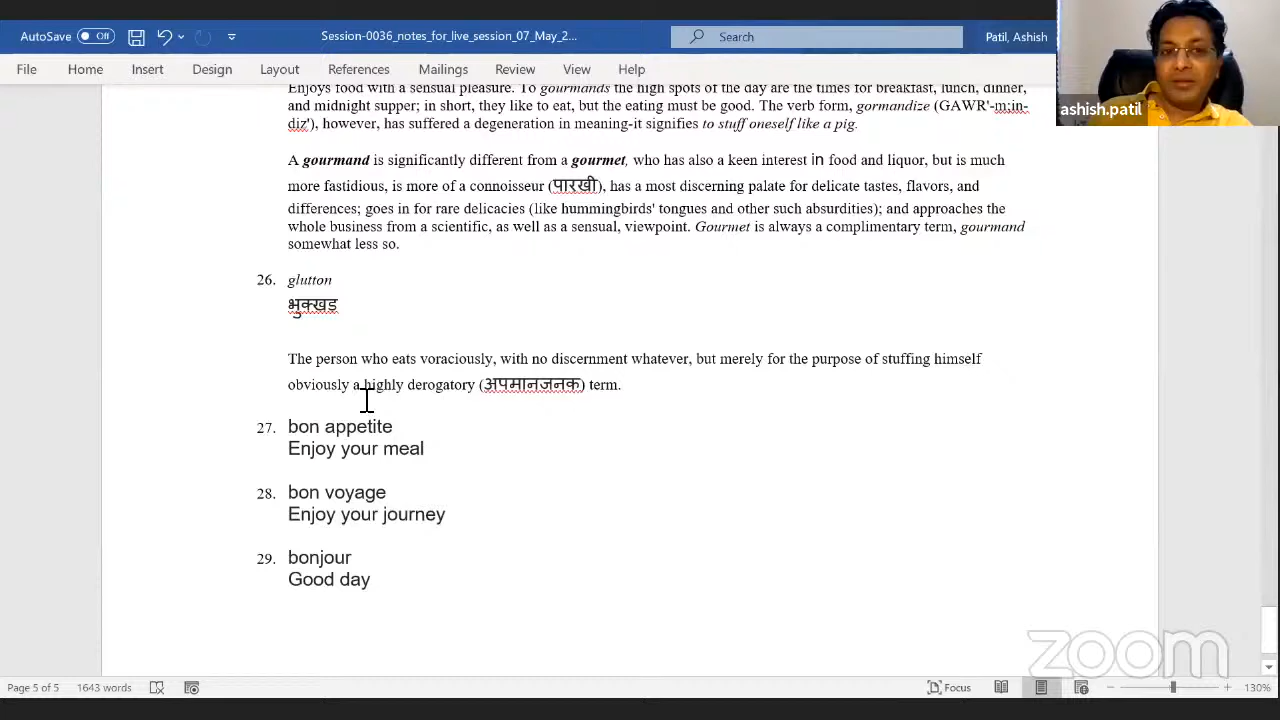 AutoSave Off Session-0036_notes_for_live_session_07_May_2... Search Patil, Ashish
File Home Insert Design Layout References Mailings Review View Help
ashish.patil
Enjoys food with a sensual pleasure. To gourmands the high spots of the day are the times for breakfast, lunch, dinner,
and midnight supper; in short, they like to eat, but the eating must be good. The verb form, gormandize (GAWR'-m;in-
diz'), however, has suffered a degeneration in meaning-it signifies to stuff oneself like a pig.
A gourmand is significantly different from a gourmet, who has also a keen interest in food and liquor, but is much
more fastidious, is more of a connoisseur (पारखी), has a most discerning palate for delicate tastes, flavors, and
differences; goes in for rare delicacies (like hummingbirds' tongues and other such absurdities); and approaches the
whole business from a scientific, as well as a sensual, viewpoint. Gourmet is always a complimentary term, gourmand
somewhat less so.
26. glutton
भुक्खड
The person who eats voraciously, with no discernment whatever, but merely for the purpose of stuffing himself
obviously a highly derogatory (अपमानजनक) term.
27. bon appetite
Enjoy your meal
28. bon voyage
Enjoy your journey
29. bonjour
Good day
zoom
Page 5 of 5 1643 words Focus 130%